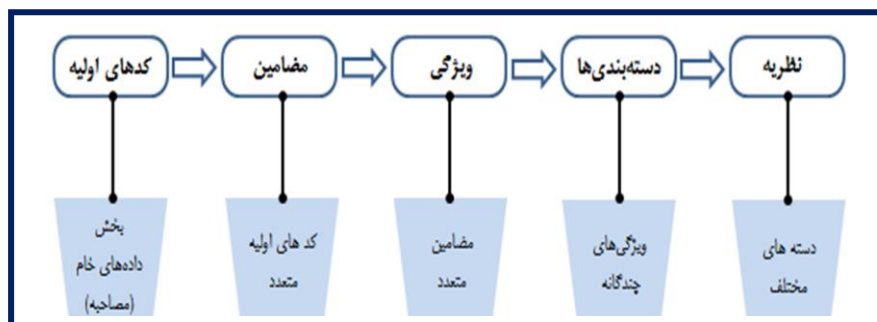 کدهای اولیه
مضامین
ویژگی
دسته‌بندی‌ها
نظریه
بخش
داده‌های خام
(مصاحبه)
کد های اولیه
متعدد
مضامین
متعدد
ویژگی‌های
چندگانه
دسته های
مختلف